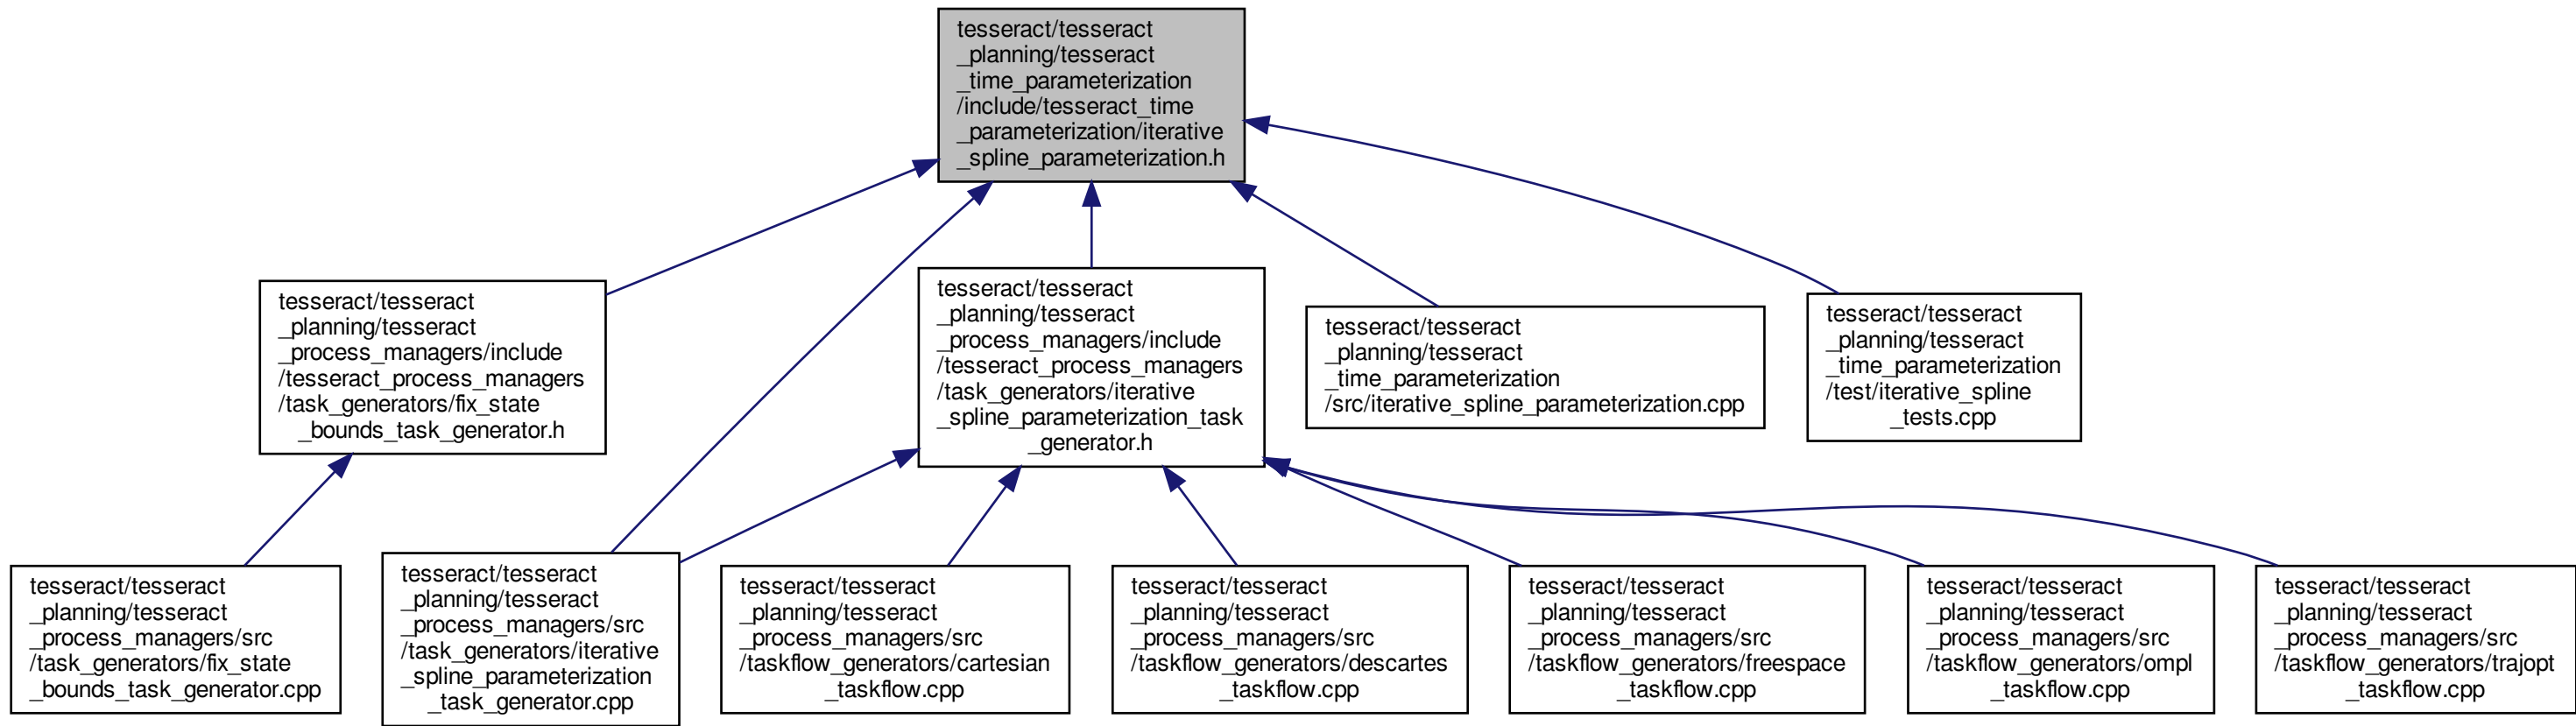 tesseract/tesseract
_planning/tesseract
_time_parameterization
/include/tesseract_time
_parameterization/iterative
_spline_parameterization.h
tesseract/tesseract
_planning/tesseract
_process_managers/include
/tesseract_process_managers
/task_generators/fix_state
_bounds_task_generator.h
tesseract/tesseract
_planning/tesseract
_process_managers/include
/tesseract_process_managers
/task_generators/iterative
_spline_parameterization_task
_generator.h
tesseract/tesseract
_planning/tesseract
_time_parameterization
/src/iterative_spline_parameterization.cpp
tesseract/tesseract
_planning/tesseract
_time_parameterization
/test/iterative_spline
_tests.cpp
tesseract/tesseract
_planning/tesseract
_process_managers/src
/task_generators/fix_state
_bounds_task_generator.cpp
tesseract/tesseract
_planning/tesseract
_process_managers/src
/task_generators/iterative
_spline_parameterization
_task_generator.cpp
tesseract/tesseract
_planning/tesseract
_process_managers/src
/taskflow_generators/cartesian
_taskflow.cpp
tesseract/tesseract
_planning/tesseract
_process_managers/src
/taskflow_generators/descartes
_taskflow.cpp
tesseract/tesseract
_planning/tesseract
_process_managers/src
/taskflow_generators/freespace
_taskflow.cpp
tesseract/tesseract
_planning/tesseract
_process_managers/src
/taskflow_generators/ompl
_taskflow.cpp
tesseract/tesseract
_planning/tesseract
_process_managers/src
/taskflow_generators/trajopt
_taskflow.cpp